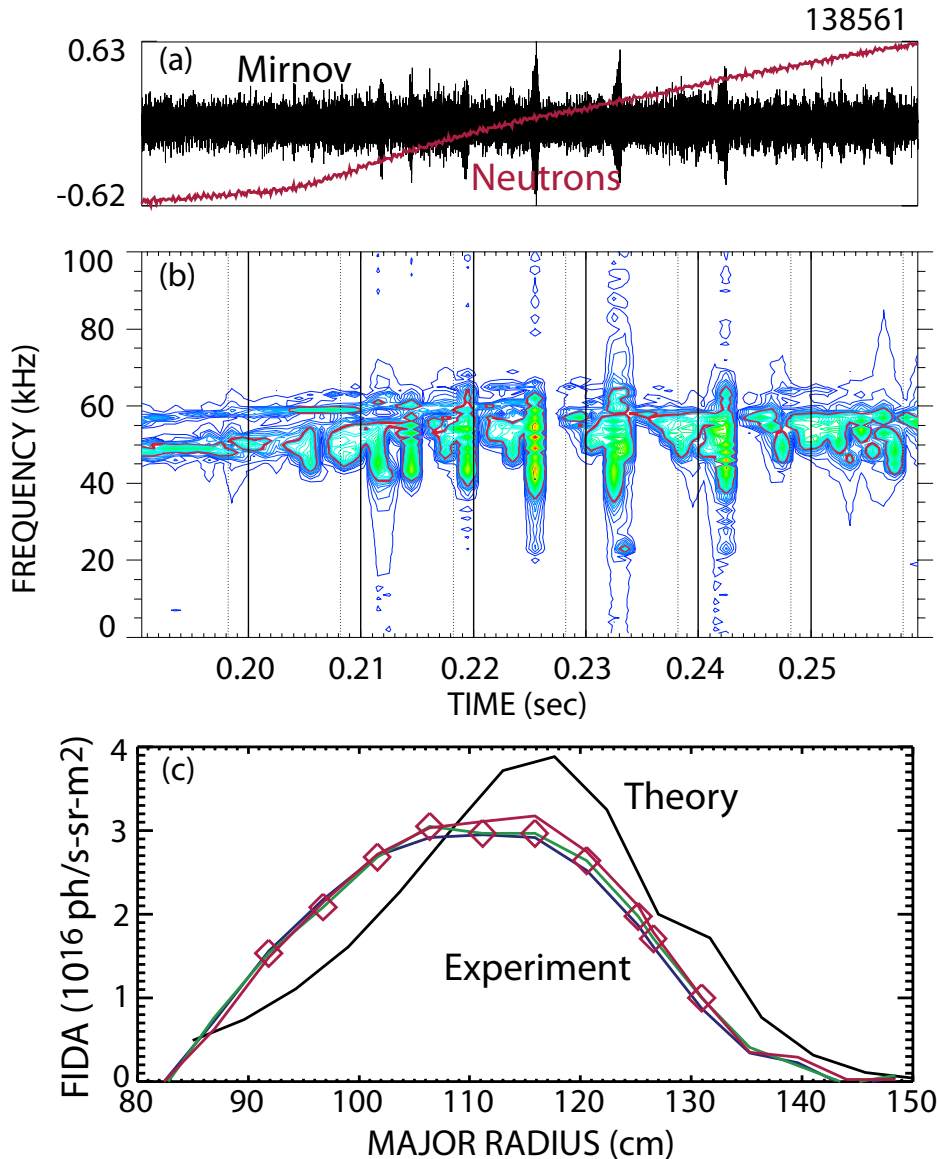 138561
0.63
(a)
Mirnov
Neutrons
-0.62
100
(b)
80
60
40
20
0
FREQUENCY (kHz)
0.20 0.21 0.22 0.23 0.24 0.25
TIME (sec)
4
(c)
Theory
3
2
Experiment
1
0
FIDA (10¹⁶ ph/s-sr-m²)
80 90 100 110 120 130 140 150
MAJOR RADIUS (cm)